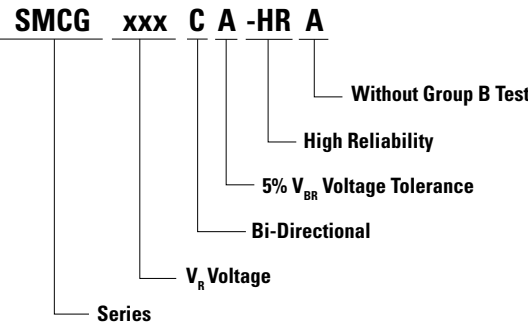 SMCG xxx C A -HR A
Without Group B Test
High Reliability
5% VBR Voltage Tolerance
Bi-Directional
VR Voltage
Series